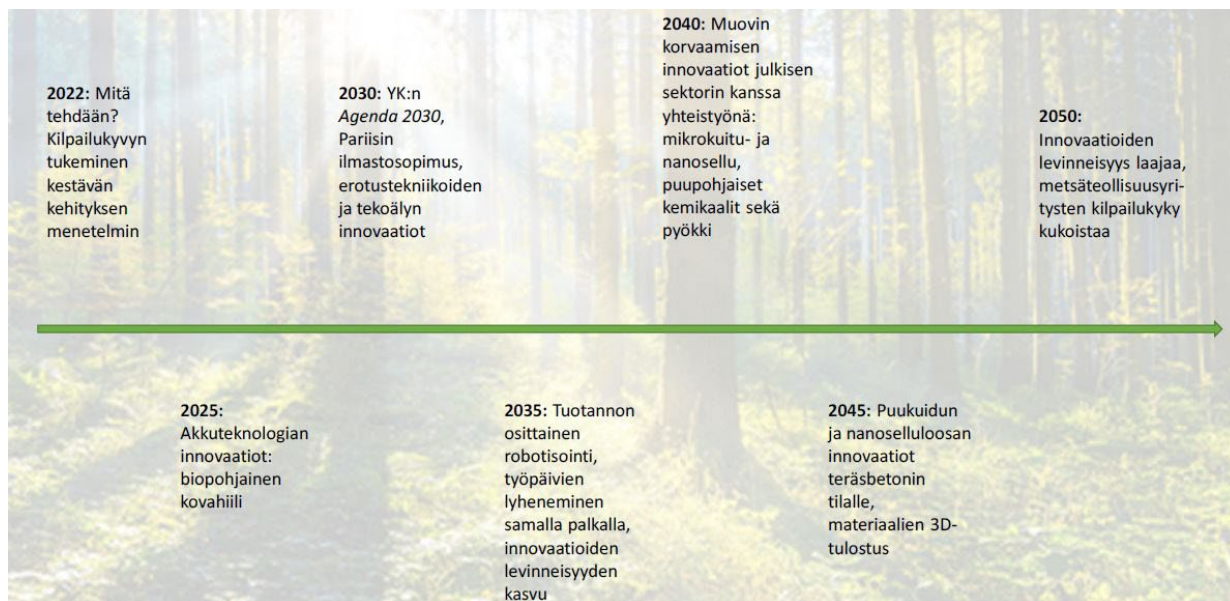 2022: Mitä
tehdään?
Kilpailukyvyn
tukeminen
kestävän
kehityksen
menetelmin
2025:
Akkuteknologian
innovaatiot:
biopohjainen
kovahiili
2030: YK:n
Agenda 2030,
Pariisin
ilmastosopimus,
erotustekniikoiden
ja tekoälyn
innovaatiot
2035: Tuotannon
osittainen
robotisointi,
työpäivien
lyheneminen
samalla palkalla,
innovaatioiden
levinneisyyden
kasvu
2040: Muovin
korvaamisen
innovaatiot julkisen
sektorin kanssa
yhteistyönä:
mikrokuitu- ja
nanosellu,
puupohjaiset
kemikaalit sekä
pyökki
2045: Puukuidun
ja nanoselluloosan
innovaatiot
teräsbetonin
tilalle,
materiaalien 3D-
tulostus
2050:
Innovaatioiden
levinneisyys laajaa,
metsäteollisuusyri-
tysten kilpailukyky
kukoistaa